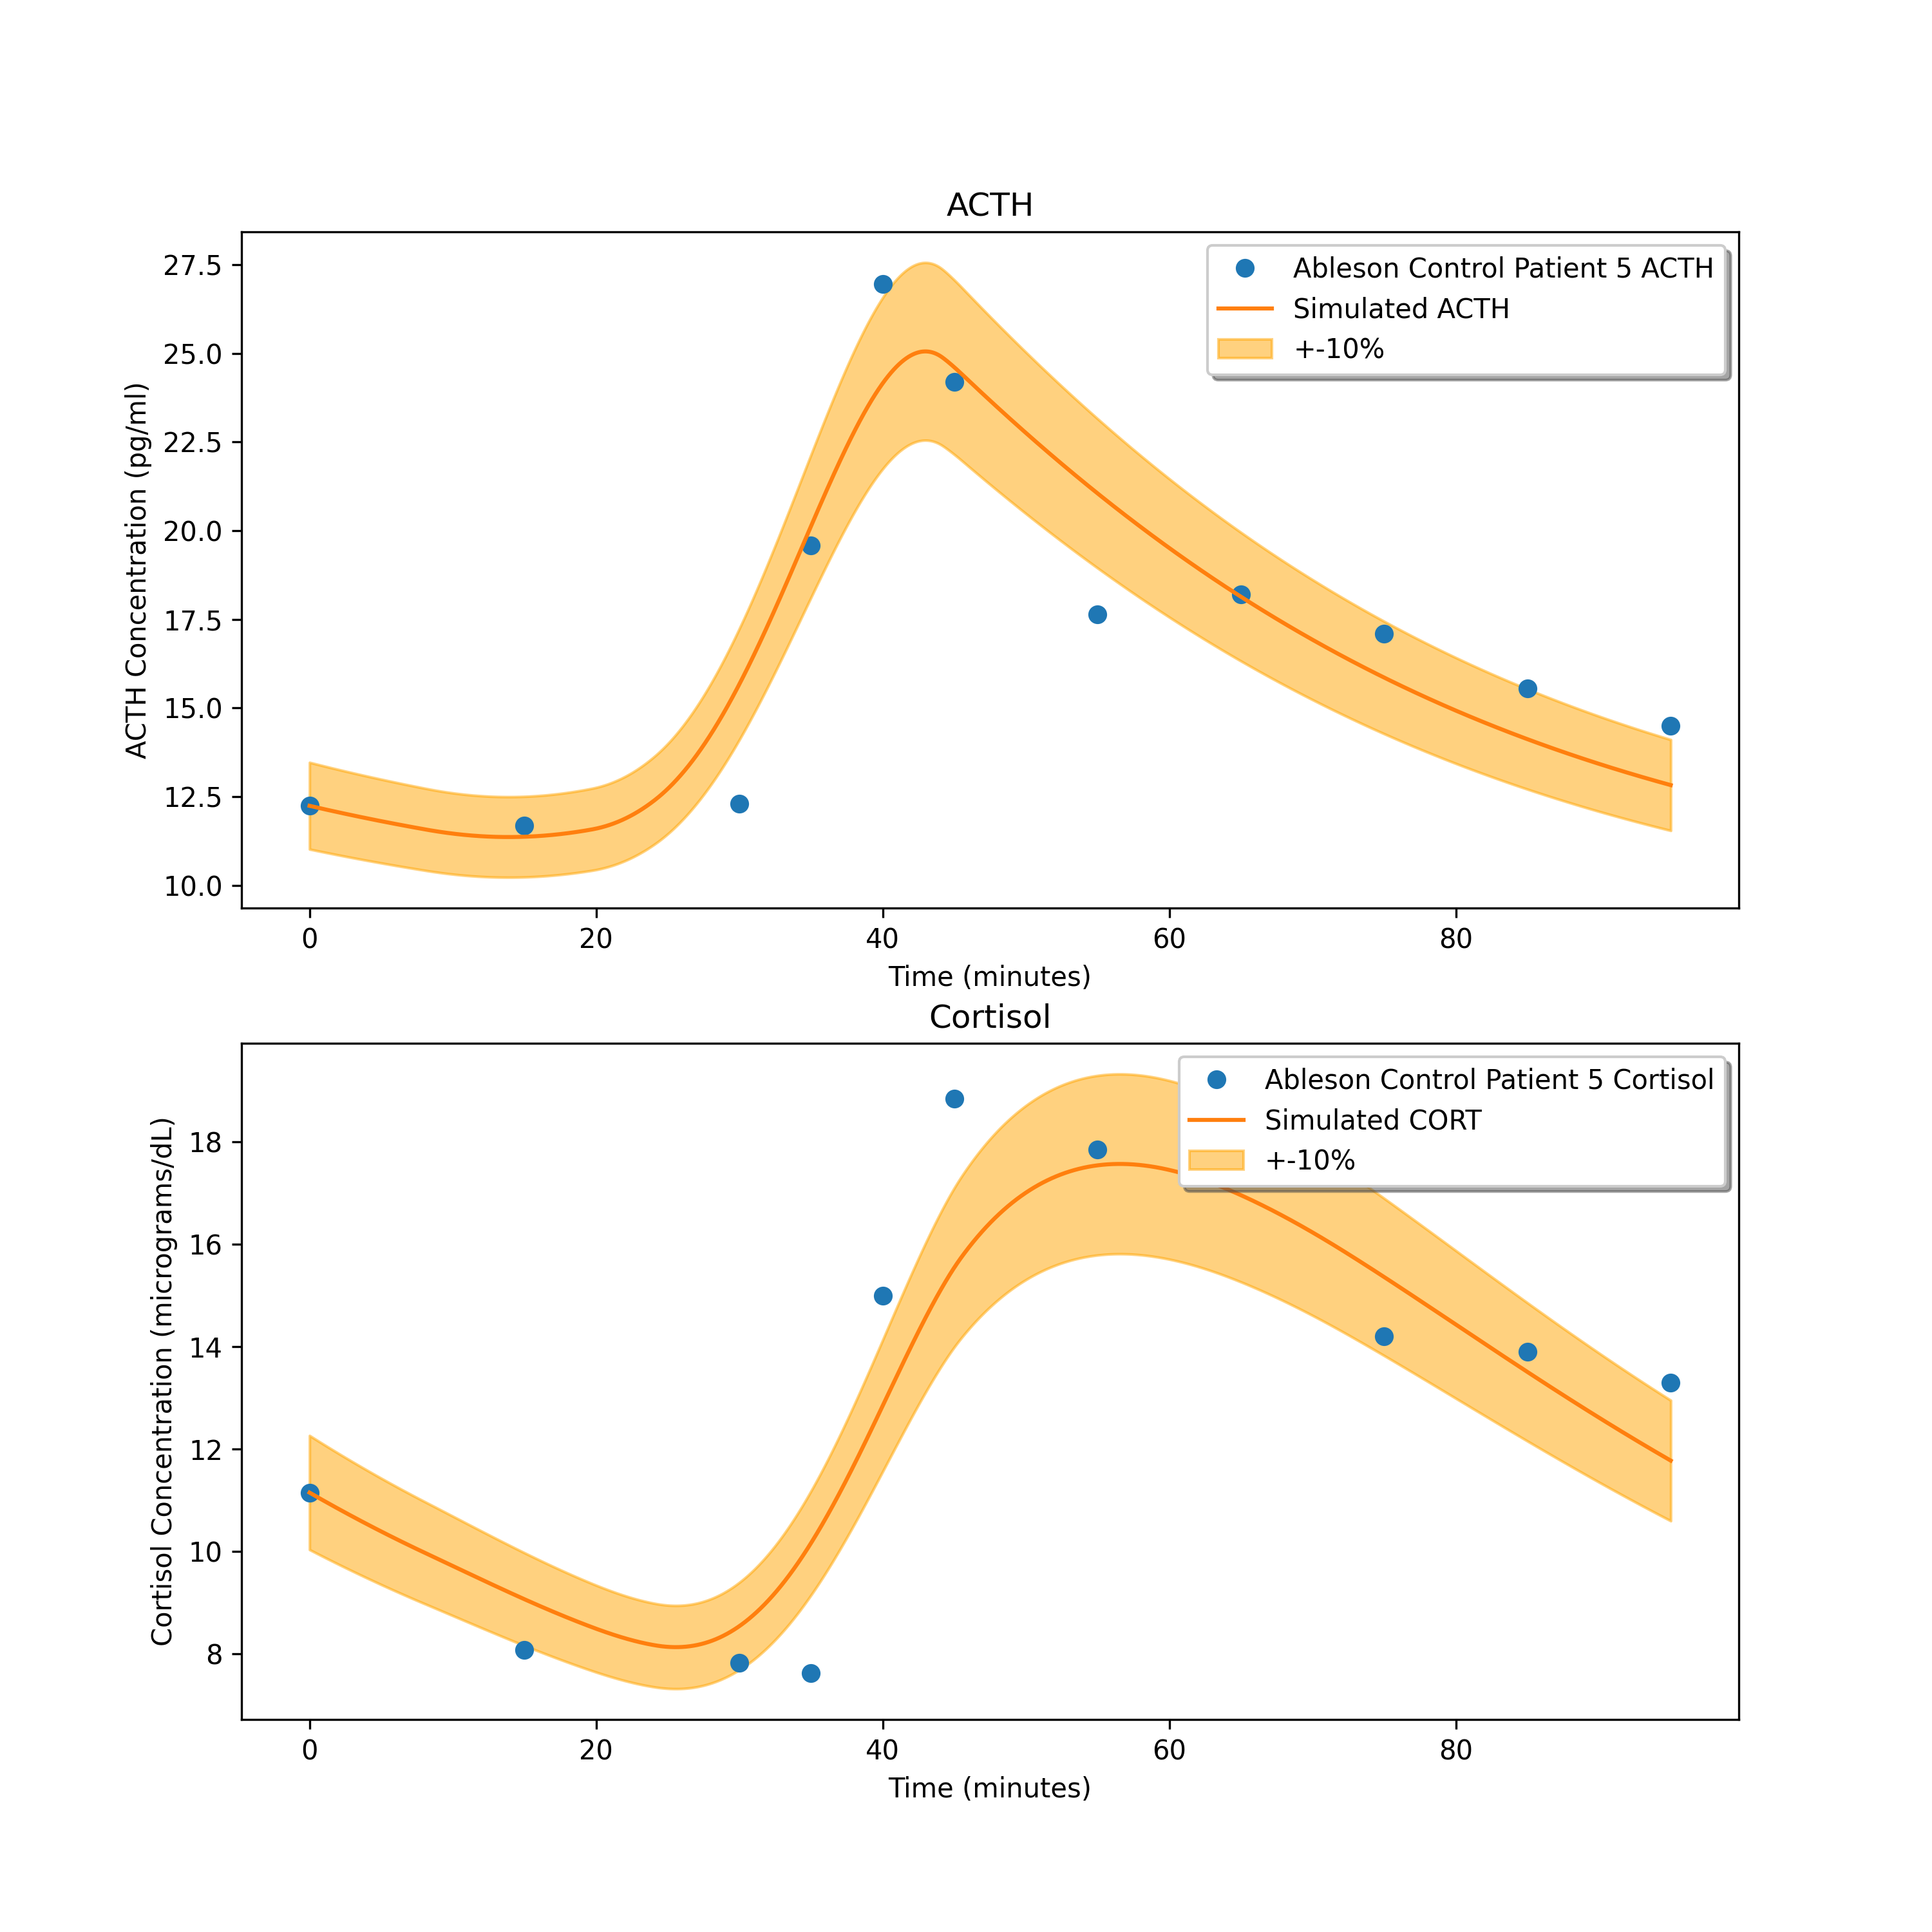 ACTH
27.5
25.0
22.5
20.0
17.5
15.0
12.5
10.0
ACTH Concentration (pg/ml)
Ableson Control Patient 5 ACTH
Simulated ACTH
+-10%
0 20 40 60 80
Time (minutes)
Cortisol
18
16
14
12
10
8
Cortisol Concentration (micrograms/dL)
Ableson Control Patient 5 Cortisol
Simulated CORT
+-10%
0 20 40 60 80
Time (minutes)